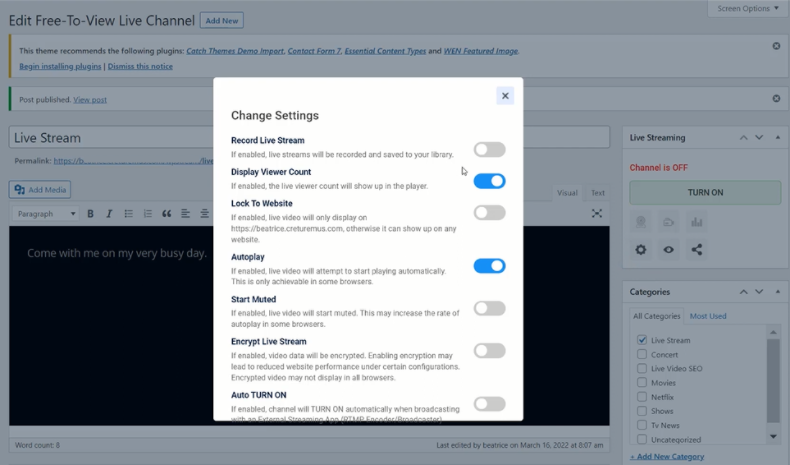 Screen Options
Edit Free-To-View Live Channel Add New
This theme recommends the following plugins: Catch Themes Demo Import, Contact Form 7, Essential Content Types and WEN Featured Image.
Begin installing plugins | Dismiss this notice
Post published. View post
Live Stream
Permalink: https://b
Add Media
Visual Text
Paragraph
Come with me on my very busy day.
Word count: 8
Last edited by beatrice on March 16, 2022 at 8:07 am
Change Settings
Record Live Stream
If enabled, live streams will be recorded and saved to your library.
Display Viewer Count
If enabled, the live viewer count will show up in the player.
Lock To Website
If enabled, live video will only display on
https://beatrice.creturemus.com, otherwise it can show up on any
website.
Autoplay
If enabled, live video will attempt to start playing automatically.
This is only achievable in some browsers.
Start Muted
If enabled, live video will start muted. This may increase the rate of
autoplay in some browsers.
Encrypt Live Stream
If enabled, video data will be encrypted. Enabling encryption may
lead to reduced website performance under certain configurations.
Encrypted video may not display in all browsers.
Auto TURN ON
If enabled, channel will TURN ON automatically when broadcasting
with an External Streaming App (RTMP Encoder/Broadcaster)
Live Streaming
Channel is OFF
TURN ON
Categories
All Categories Most Used
Live Stream
Concert
Live Video SEO
Movies
Netflix
Shows
Tv News
Uncategorized
+ Add New Category